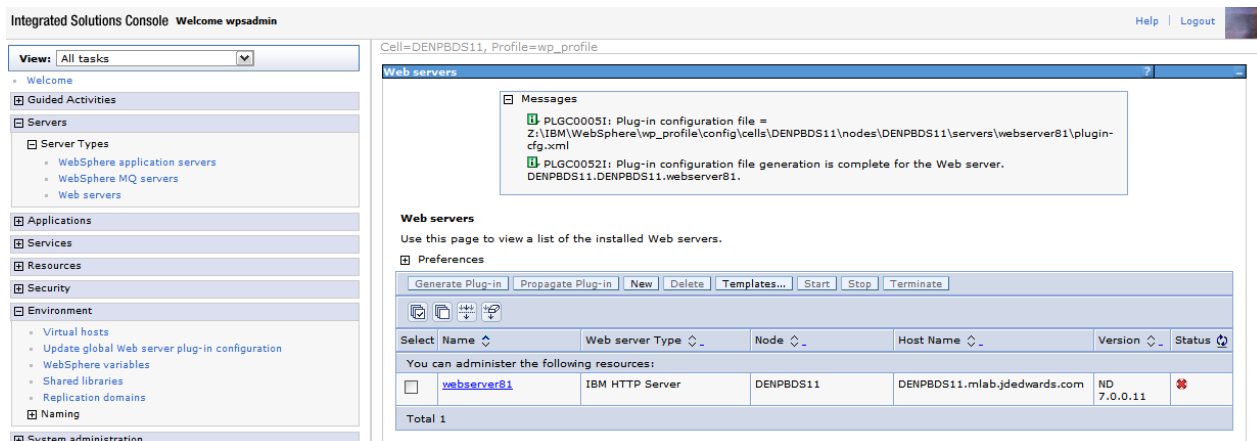 Integrated Solutions Console Welcome wpsadmin
Help | Logout
View: All tasks
Welcome
Guided Activities
Servers
Server Types
WebSphere application servers
WebSphere MQ servers
Web servers
Applications
Services
Resources
Security
Environment
Virtual hosts
Update global Web server plug-in configuration
WebSphere variables
Shared libraries
Replication domains
Naming
System administration
Cell=DENPBDS11, Profile=wp_profile
Web servers ? -
Messages
PLGC0005I: Plug-in configuration file =
Z:\IBM\WebSphere\wp_profile\config\cells\DENPBDS11\nodes\DENPBDS11\servers\webserver81\plugin-
cfg.xml
PLGC0052I: Plug-in configuration file generation is complete for the Web server.
DENPBDS11.DENPBDS11.webserver81.
Web servers
Use this page to view a list of the installed Web servers.
Preferences
Generate Plug-in Propagate Plug-in New Delete Templates... Start Stop Terminate
Select Name Web server Type Node Host Name Version Status
You can administer the following resources:
webserver81 IBM HTTP Server DENPBDS11 DENPBDS11.mlab.jdedwards.com ND
7.0.0.11
Total 1